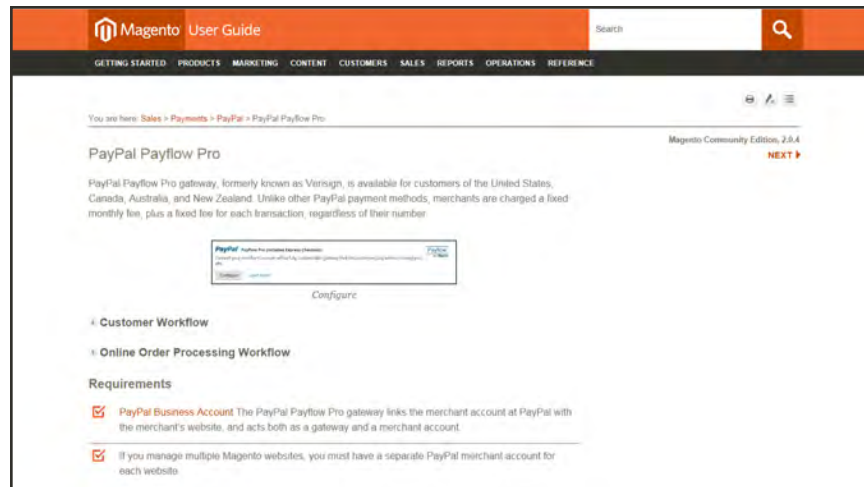 Magento User Guide
Search
GETTING STARTED PRODUCTS MARKETING CONTENT CUSTOMERS SALES REPORTS OPERATIONS REFERENCE
You are here: Sales > Payments > PayPal > PayPal Payflow Pro
Magento Community Edition, 2.0.4
NEXT
PayPal Payflow Pro
PayPal Payflow Pro gateway, formerly known as Verisign, is available for customers of the United States,
Canada, Australia, and New Zealand. Unlike other PayPal payment methods, merchants are charged a fixed
monthly fee, plus a fixed fee for each transaction, regardless of their number.
PayPal Payflow Pro (Includes Express Checkout)
Configure
Configure
Customer Workflow
Online Order Processing Workflow
Requirements
PayPal Business Account The PayPal Payflow Pro gateway links the merchant account at PayPal with
the merchant's website, and acts both as a gateway and a merchant account.
If you manage multiple Magento websites, you must have a separate PayPal merchant account for
each website.